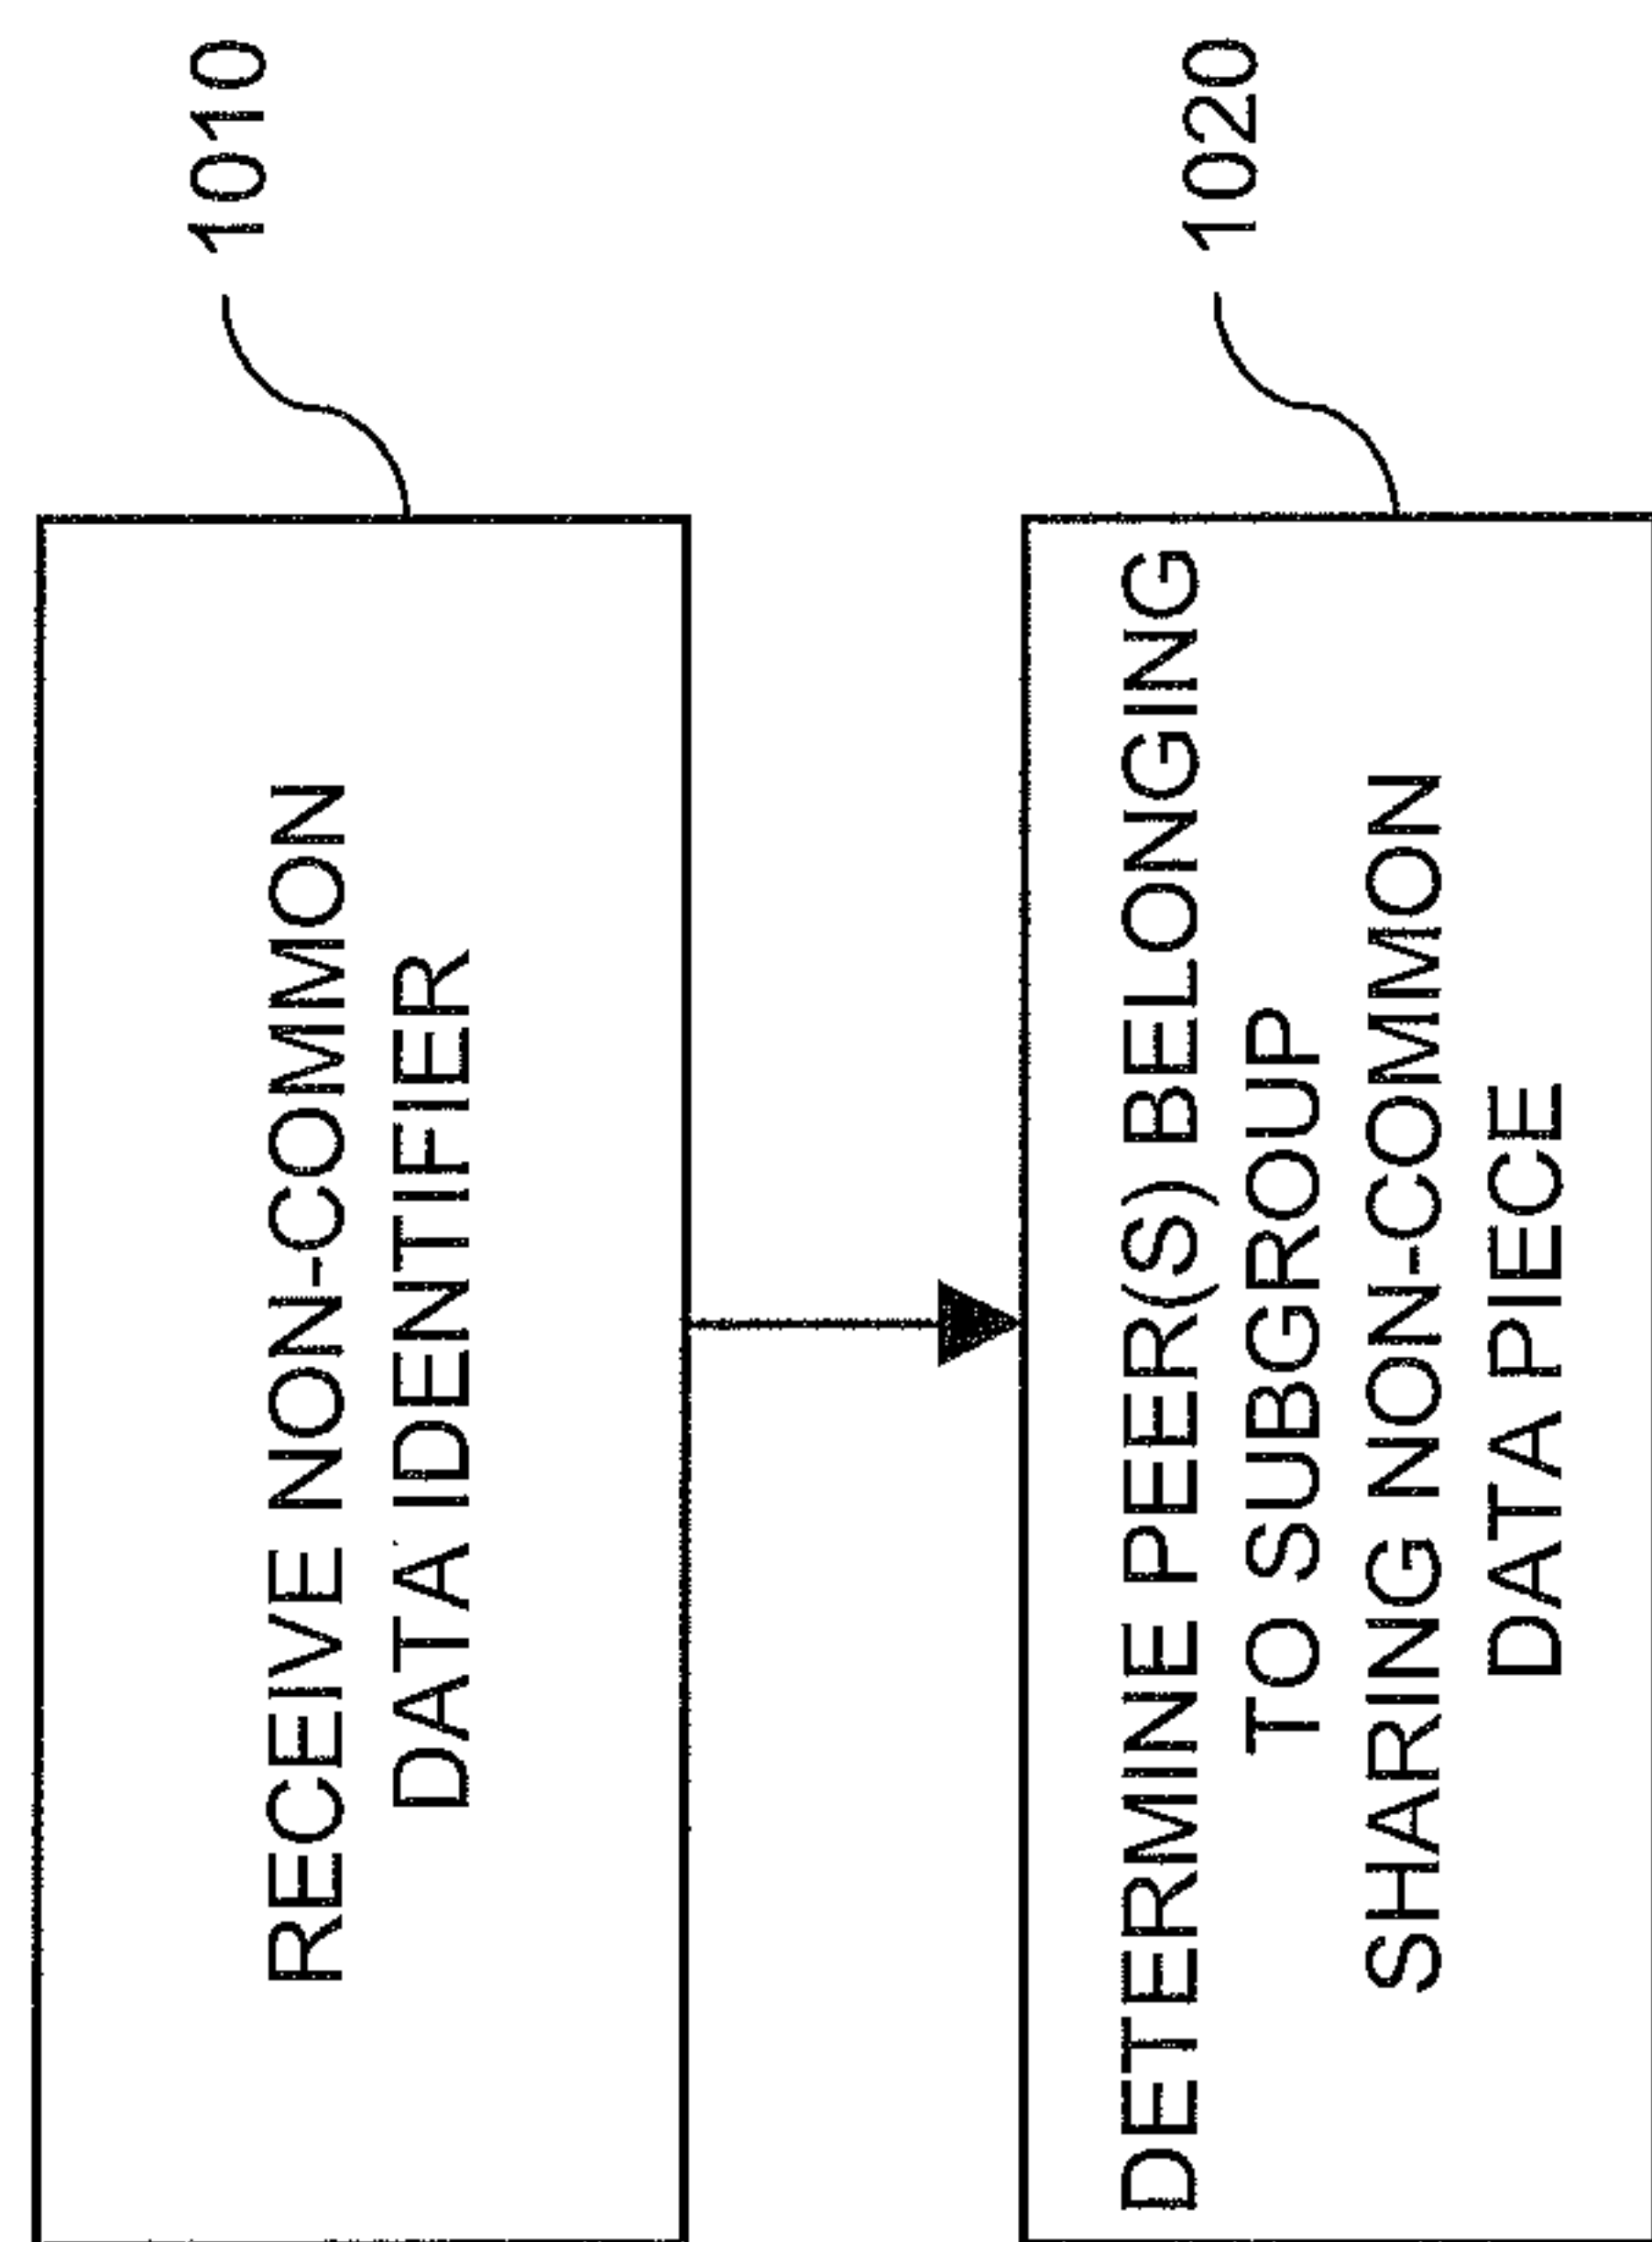 RECEIVE NON-COMMON
DATA IDENTIFIER
1010
DETERMINE PEER(S) BELONGING
TO SUBGROUP
SHARING NON-COMMON
DATA PIECE
1020